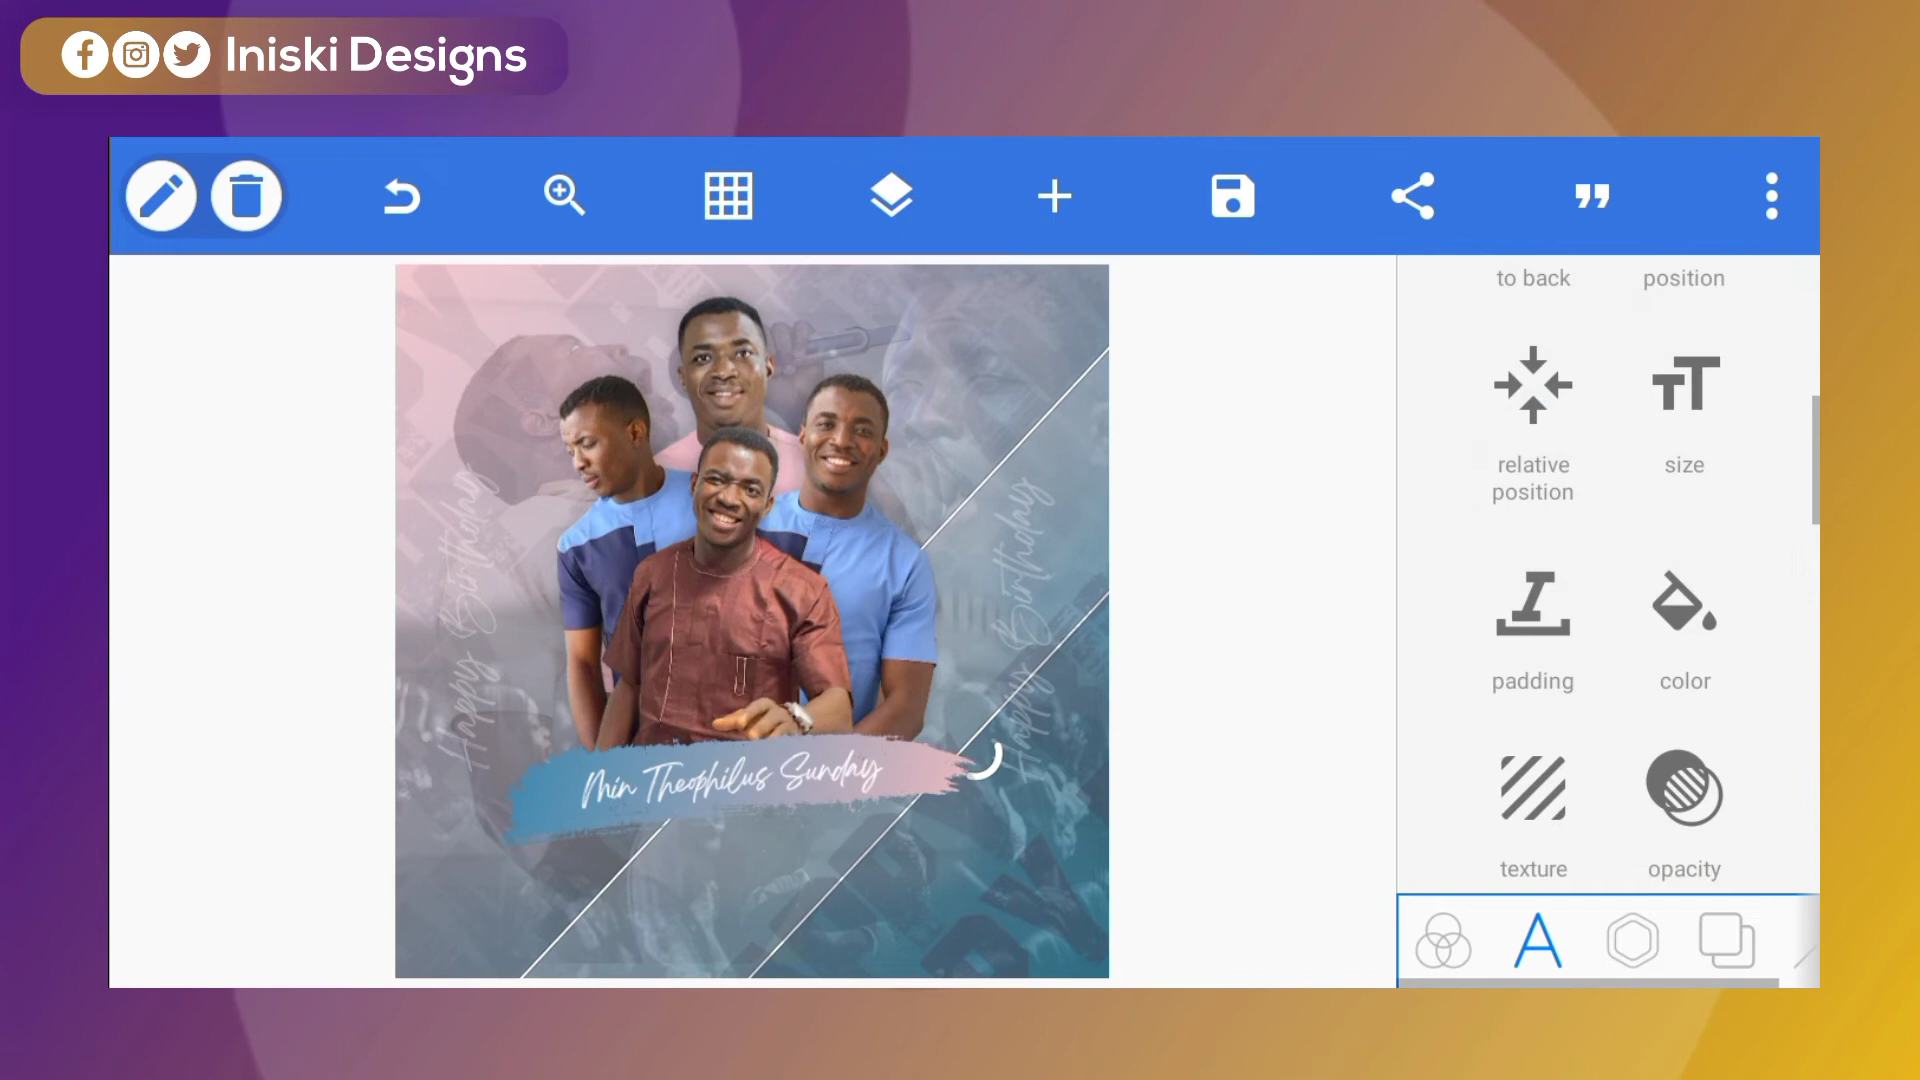 Iniski Designs
to back
position
relative
position
size
padding
color
texture
opacity
Happy Birthday
Happy Birthday
Min Theophilus Sunday